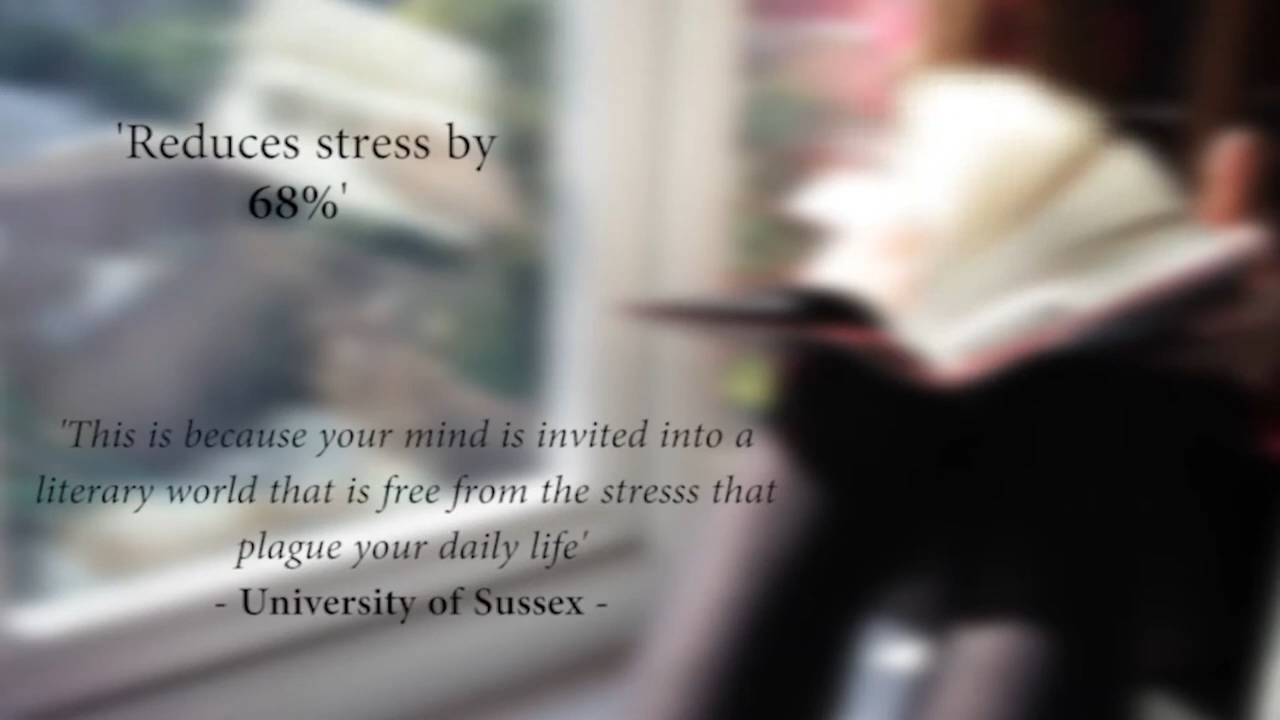 'Reduces stress by
68%'
'This is because your mind is invited into a
literary world that is free from the stresss that
plague your daily life'
- University of Sussex -